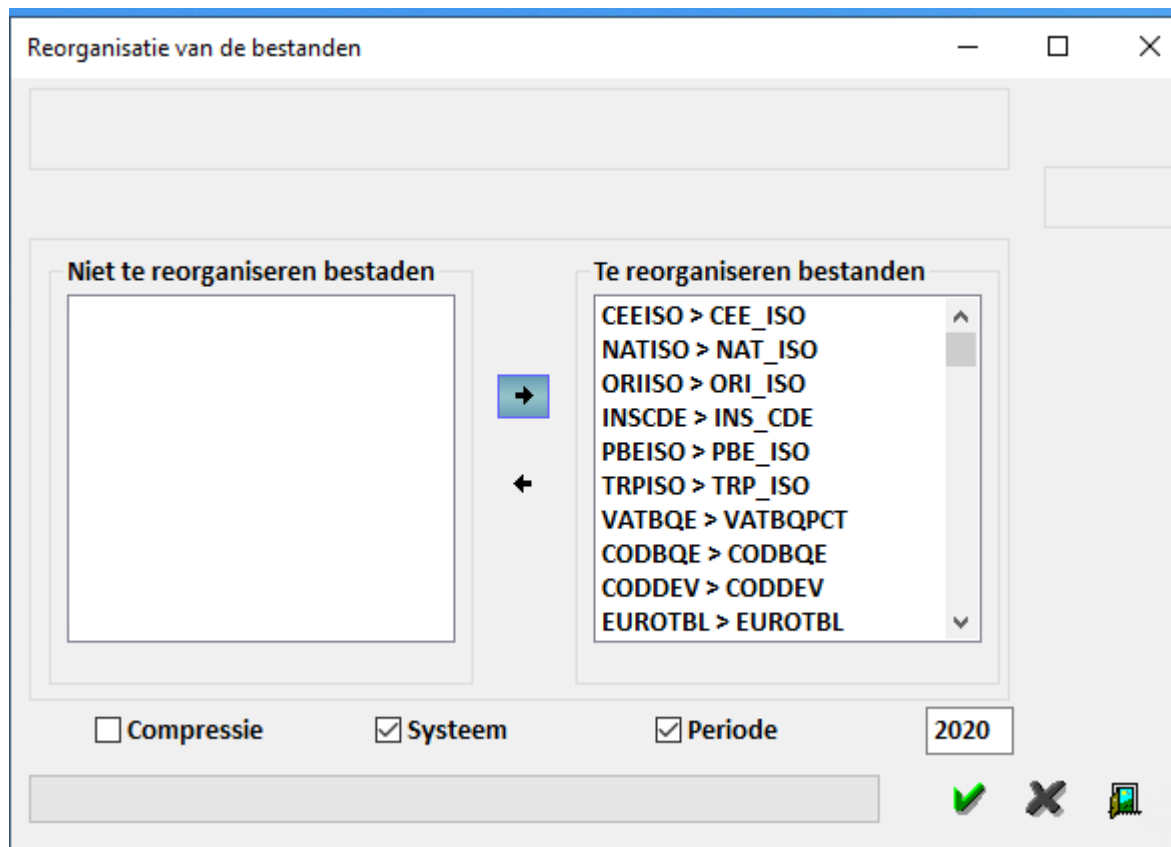 Reorganisatie van de bestanden
Niet te reorganiseren bestaden
Te reorganiseren bestanden
CEEISO > CEE_ISO
NATISO > NAT_ISO
ORIISO > ORI_ISO
INSCDE > INS_CDE
PBEISO > PBE_ISO
TRPISO > TRP_ISO
VATBQE > VATBQPCT
CODBQE > CODBQE
CODDEV > CODDEV
EUROTBL > EUROTBL
Compressie
Systeem
Periode
2020